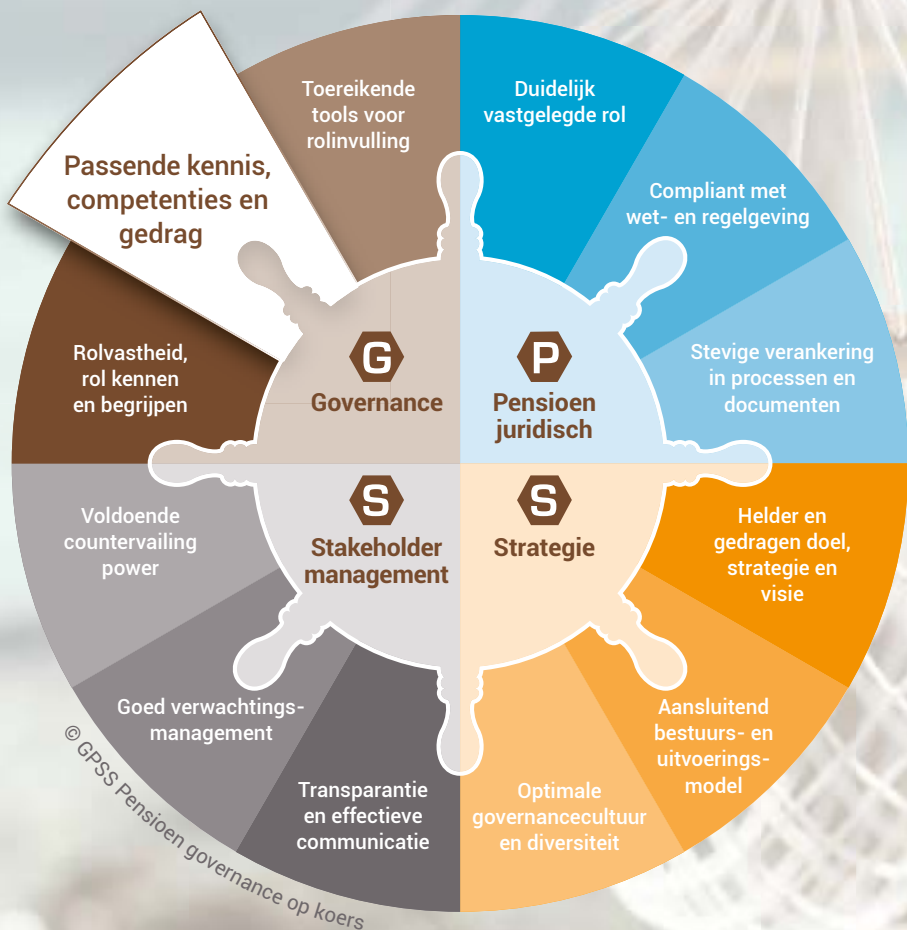 Toereikende
tools voor
rolinvulling
Duidelijk
vastgelegde rol
Passende kennis,
competenties en
gedrag
Compliant met
wet- en regelgeving
Rolvastheid,
rol kennen
en begrijpen
G
Governance
P
Pensioen
juridisch
Stevige verankering
in processen en
documenten
Voldoende
countervailing
power
S
Stakeholder
management
S
Strategie
Helder en
gedragen doel,
strategie en
visie
Goed verwachtings-
management
Aansluitend
bestuurs- en
uitvoerings-
model
Transparantie
en effectieve
communicatie
Optimale
governancecultuur
en diversiteit
© GPSS Pensioen governance op koers